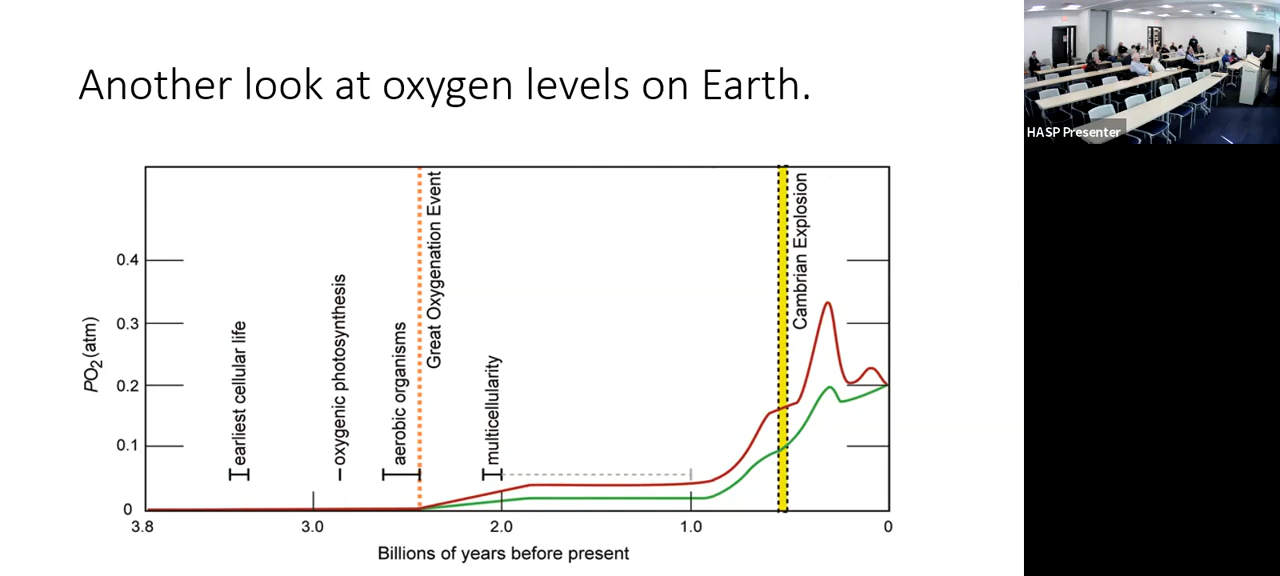 Another look at oxygen levels on Earth.
HASP Presenter
PO2 (atm)
0.4
0.3
0.2
0.1
0
earliest cellular life
oxygenic photosynthesis
aerobic organisms
Great Oxygenation Event
multicellularity
Cambrian Explosion
3.8
3.0
2.0
1.0
0
Billions of years before present